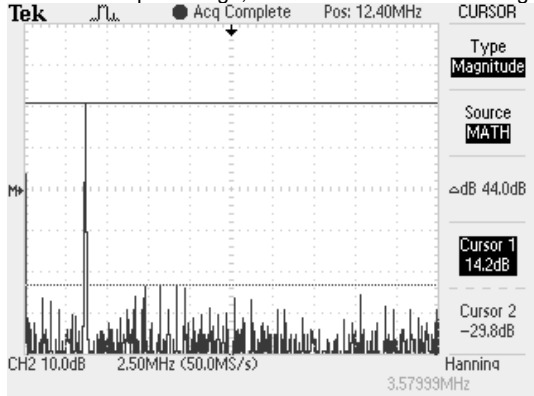 Tek
Acq Complete
Pos: 12.40MHz
CURSOR
Type
Magnitude
Source
MATH
M
△dB 44.0dB
Cursor 1
14.2dB
Cursor 2
−29.8dB
CH2 10.0dB
2.50MHz (50.0MS/s)
Hanning
3.57999MHz